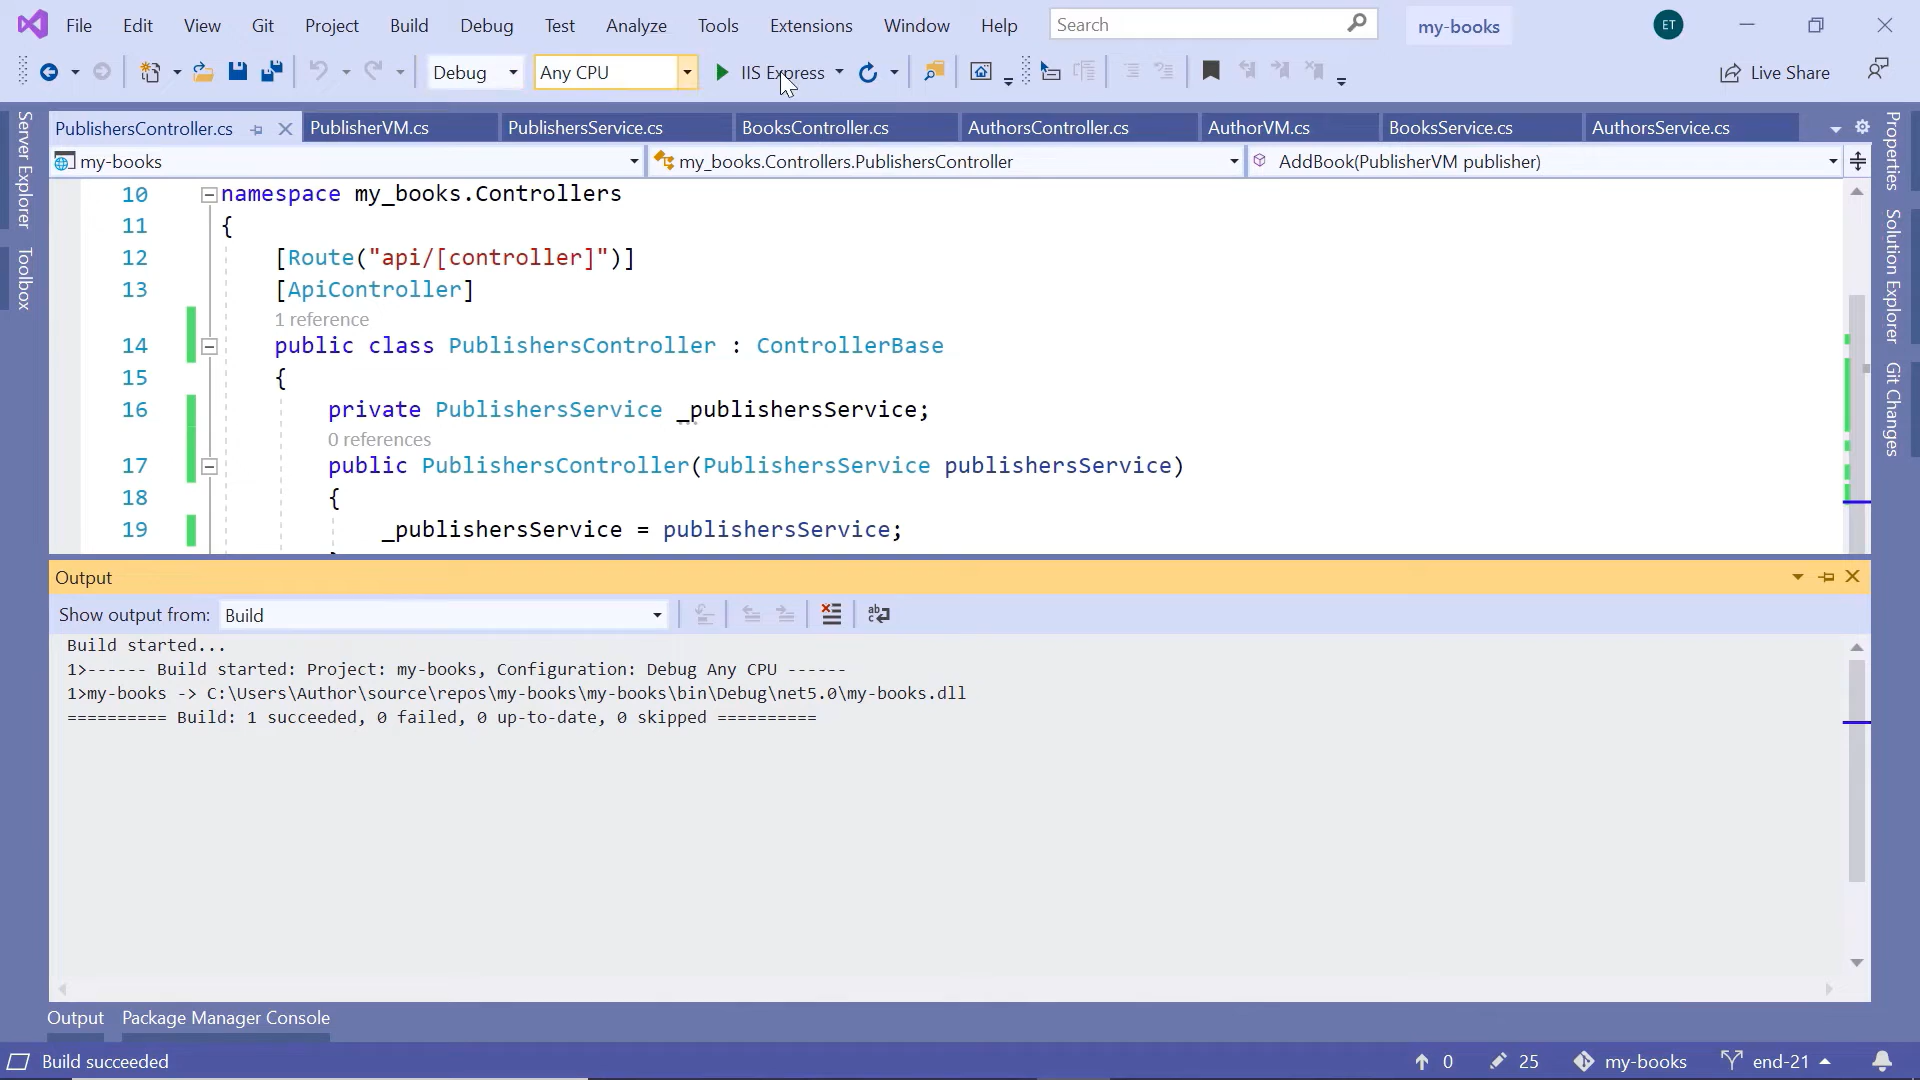 File Edit View Git Project Build Debug Test Analyze Tools Extensions Window Help Search my-books ET
Debug Any CPU IIS Express Live Share
PublishersController.cs PublisherVM.cs PublishersService.cs BooksController.cs AuthorsController.cs AuthorVM.cs BooksService.cs AuthorsService.cs
my-books my_books.Controllers.PublishersController AddBook(PublisherVM publisher)
Server Explorer
Toolbox
Properties
Solution Explorer
Git Changes
10 namespace my_books.Controllers
11 {
12 [Route("api/[controller]")]
13 [ApiController]
1 reference
14 public class PublishersController : ControllerBase
15 {
16 private PublishersService _publishersService;
0 references
17 public PublishersController(PublishersService publishersService)
18 {
19 _publishersService = publishersService;
Output
Show output from: Build
Build started...
1>------ Build started: Project: my-books, Configuration: Debug Any CPU ------
1>my-books -> C:\Users\Author\source\repos\my-books\my-books\bin\Debug\net5.0\my-books.dll
========== Build: 1 succeeded, 0 failed, 0 up-to-date, 0 skipped ==========
Output Package Manager Console
Build succeeded 0 25 my-books end-21